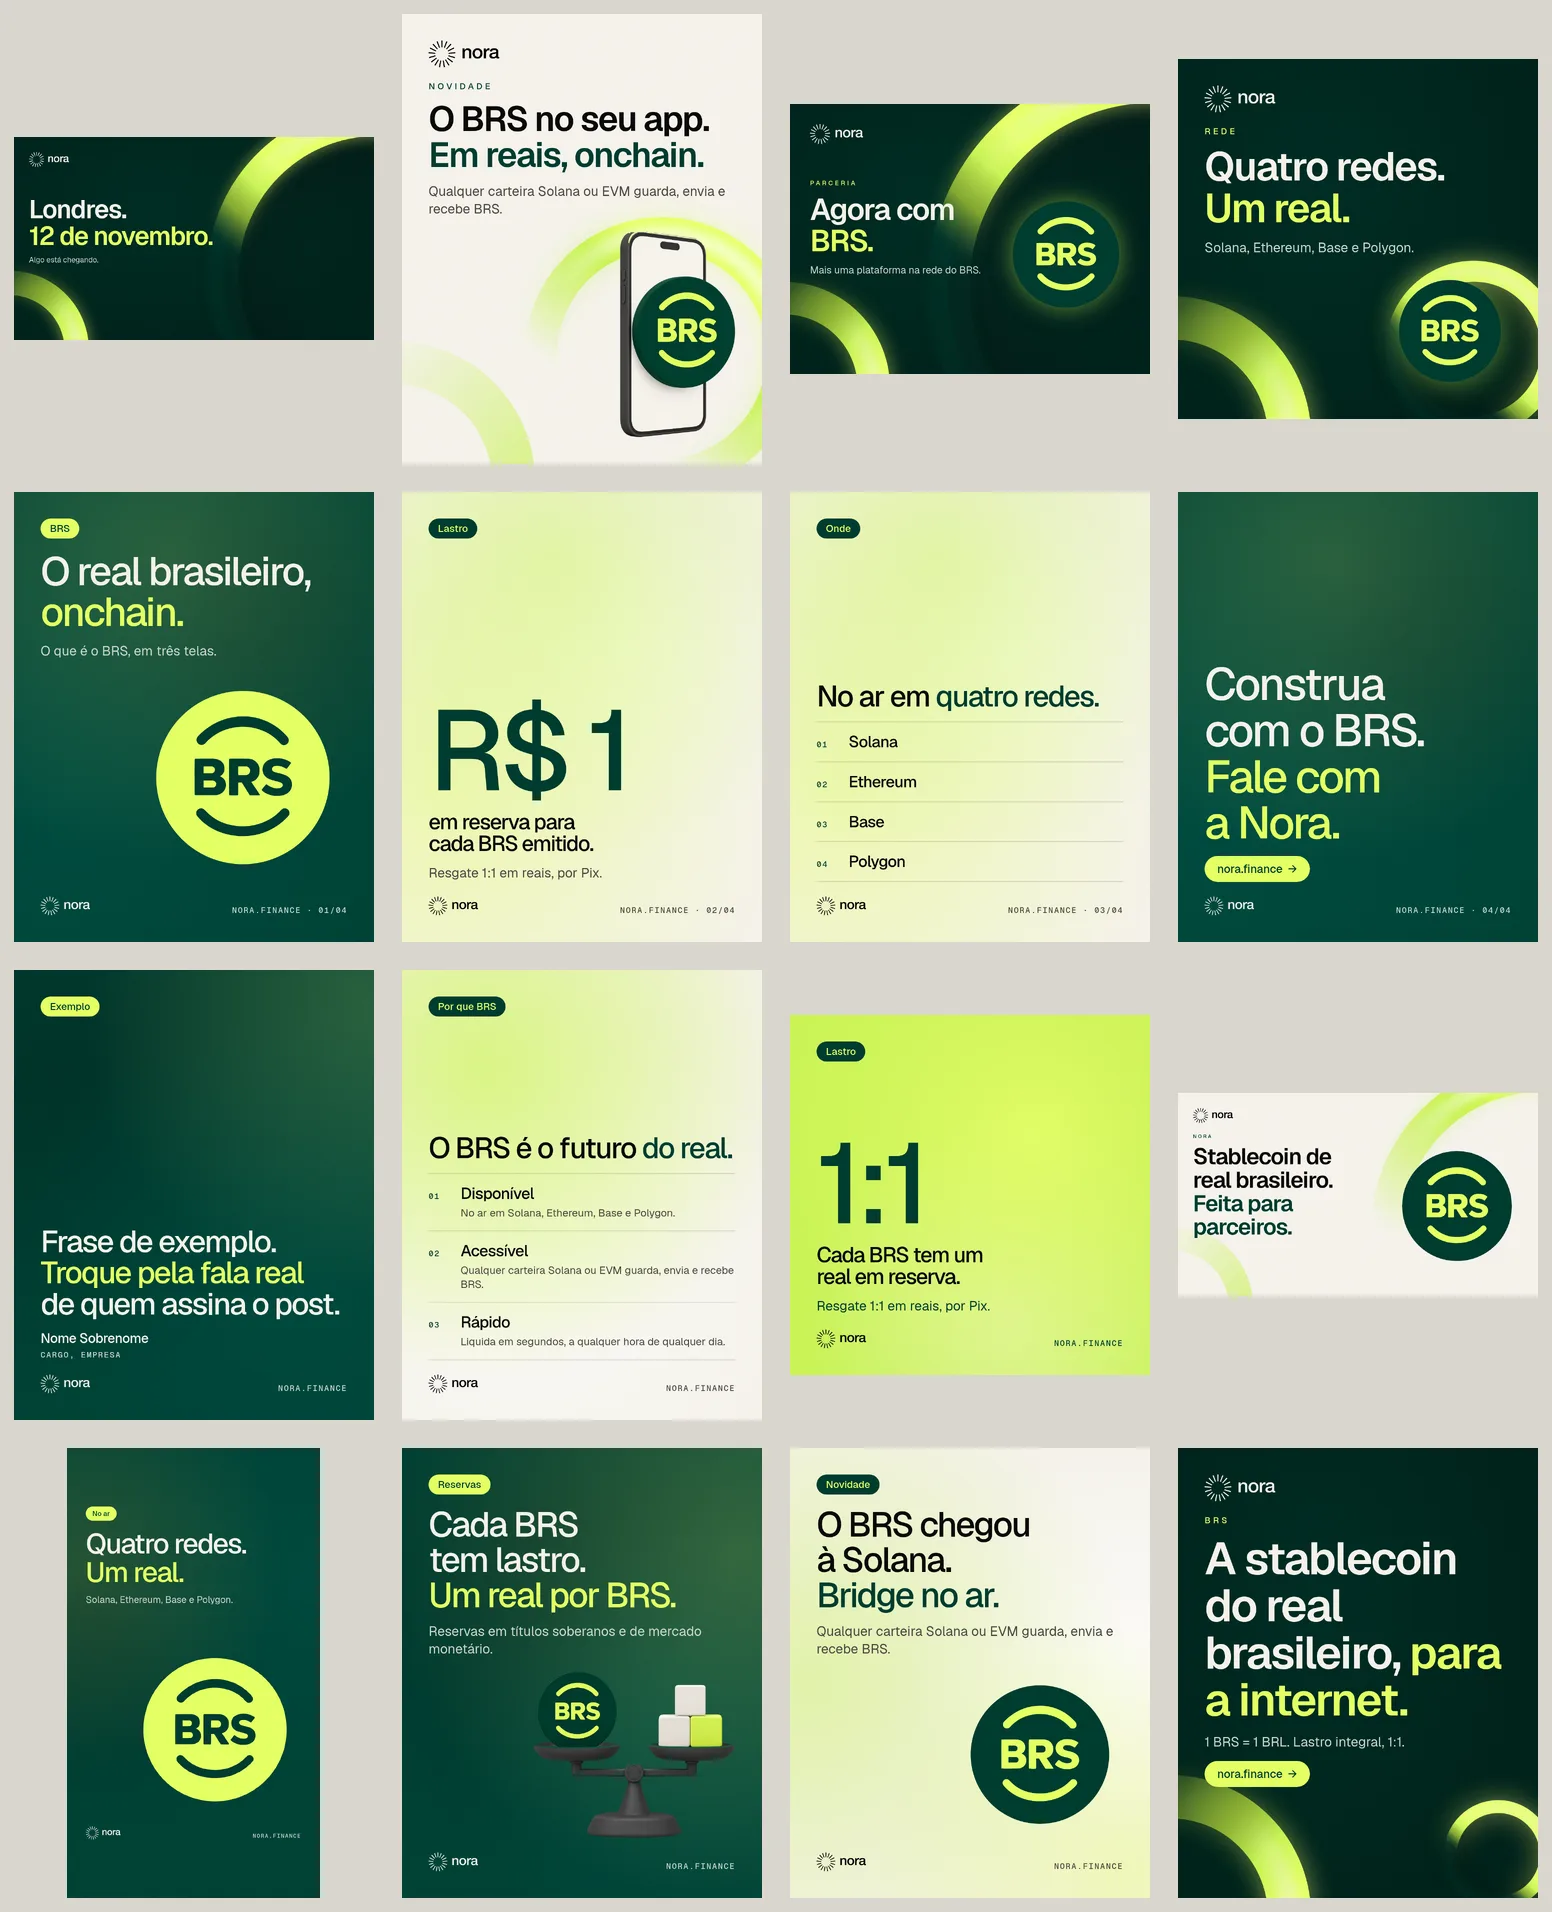 nora
Londres.
12 de novembro.
Algo está chegando.
nora
NOVIDADE
O BRS no seu app.
Em reais, onchain.
Qualquer carteira Solana ou EVM guarda, envia e
recebe BRS.
BRS
nora
PARCERIA
Agora com
BRS.
Mais uma plataforma na rede do BRS.
BRS
nora
REDE
Quatro redes.
Um real.
Solana, Ethereum, Base e Polygon.
BRS
BRS
O real brasileiro,
onchain.
O que é o BRS, em três telas.
BRS
nora
NORA.FINANCE · 01/04
Lastro
R$ 1
em reserva para
cada BRS emitido.
Resgate 1:1 em reais, por Pix.
nora
NORA.FINANCE · 02/04
Onde
No ar em quatro redes.
01 Solana
02 Ethereum
03 Base
04 Polygon
nora
NORA.FINANCE · 03/04
Construa
com o BRS.
Fale com
a Nora.
nora.finance →
nora
NORA.FINANCE · 04/04
Exemplo
Frase de exemplo.
Troque pela fala real
de quem assina o post.
Nome Sobrenome
CARGO, EMPRESA
nora
NORA.FINANCE
Por que BRS
O BRS é o futuro do real.
01 Disponível
No ar em Solana, Ethereum, Base e Polygon.
02 Acessível
Qualquer carteira Solana ou EVM guarda, envia e recebe
BRS.
03 Rápido
Liquida em segundos, a qualquer hora de qualquer dia.
nora
NORA.FINANCE
Lastro
1:1
Cada BRS tem um
real em reserva.
Resgate 1:1 em reais, por Pix.
nora
NORA.FINANCE
nora
NORA
Stablecoin de
real brasileiro.
Feita para
parceiros.
BRS
No ar
Quatro redes.
Um real.
Solana, Ethereum, Base e Polygon.
BRS
nora
NORA.FINANCE
Reservas
Cada BRS
tem lastro.
Um real por BRS.
Reservas em títulos soberanos e de mercado
monetário.
BRS
nora
NORA.FINANCE
Novidade
O BRS chegou
à Solana.
Bridge no ar.
Qualquer carteira Solana ou EVM guarda, envia e
recebe BRS.
BRS
nora
NORA.FINANCE
nora
BRS
A stablecoin
do real
brasileiro, para
a internet.
1 BRS = 1 BRL. Lastro integral, 1:1.
nora.finance →